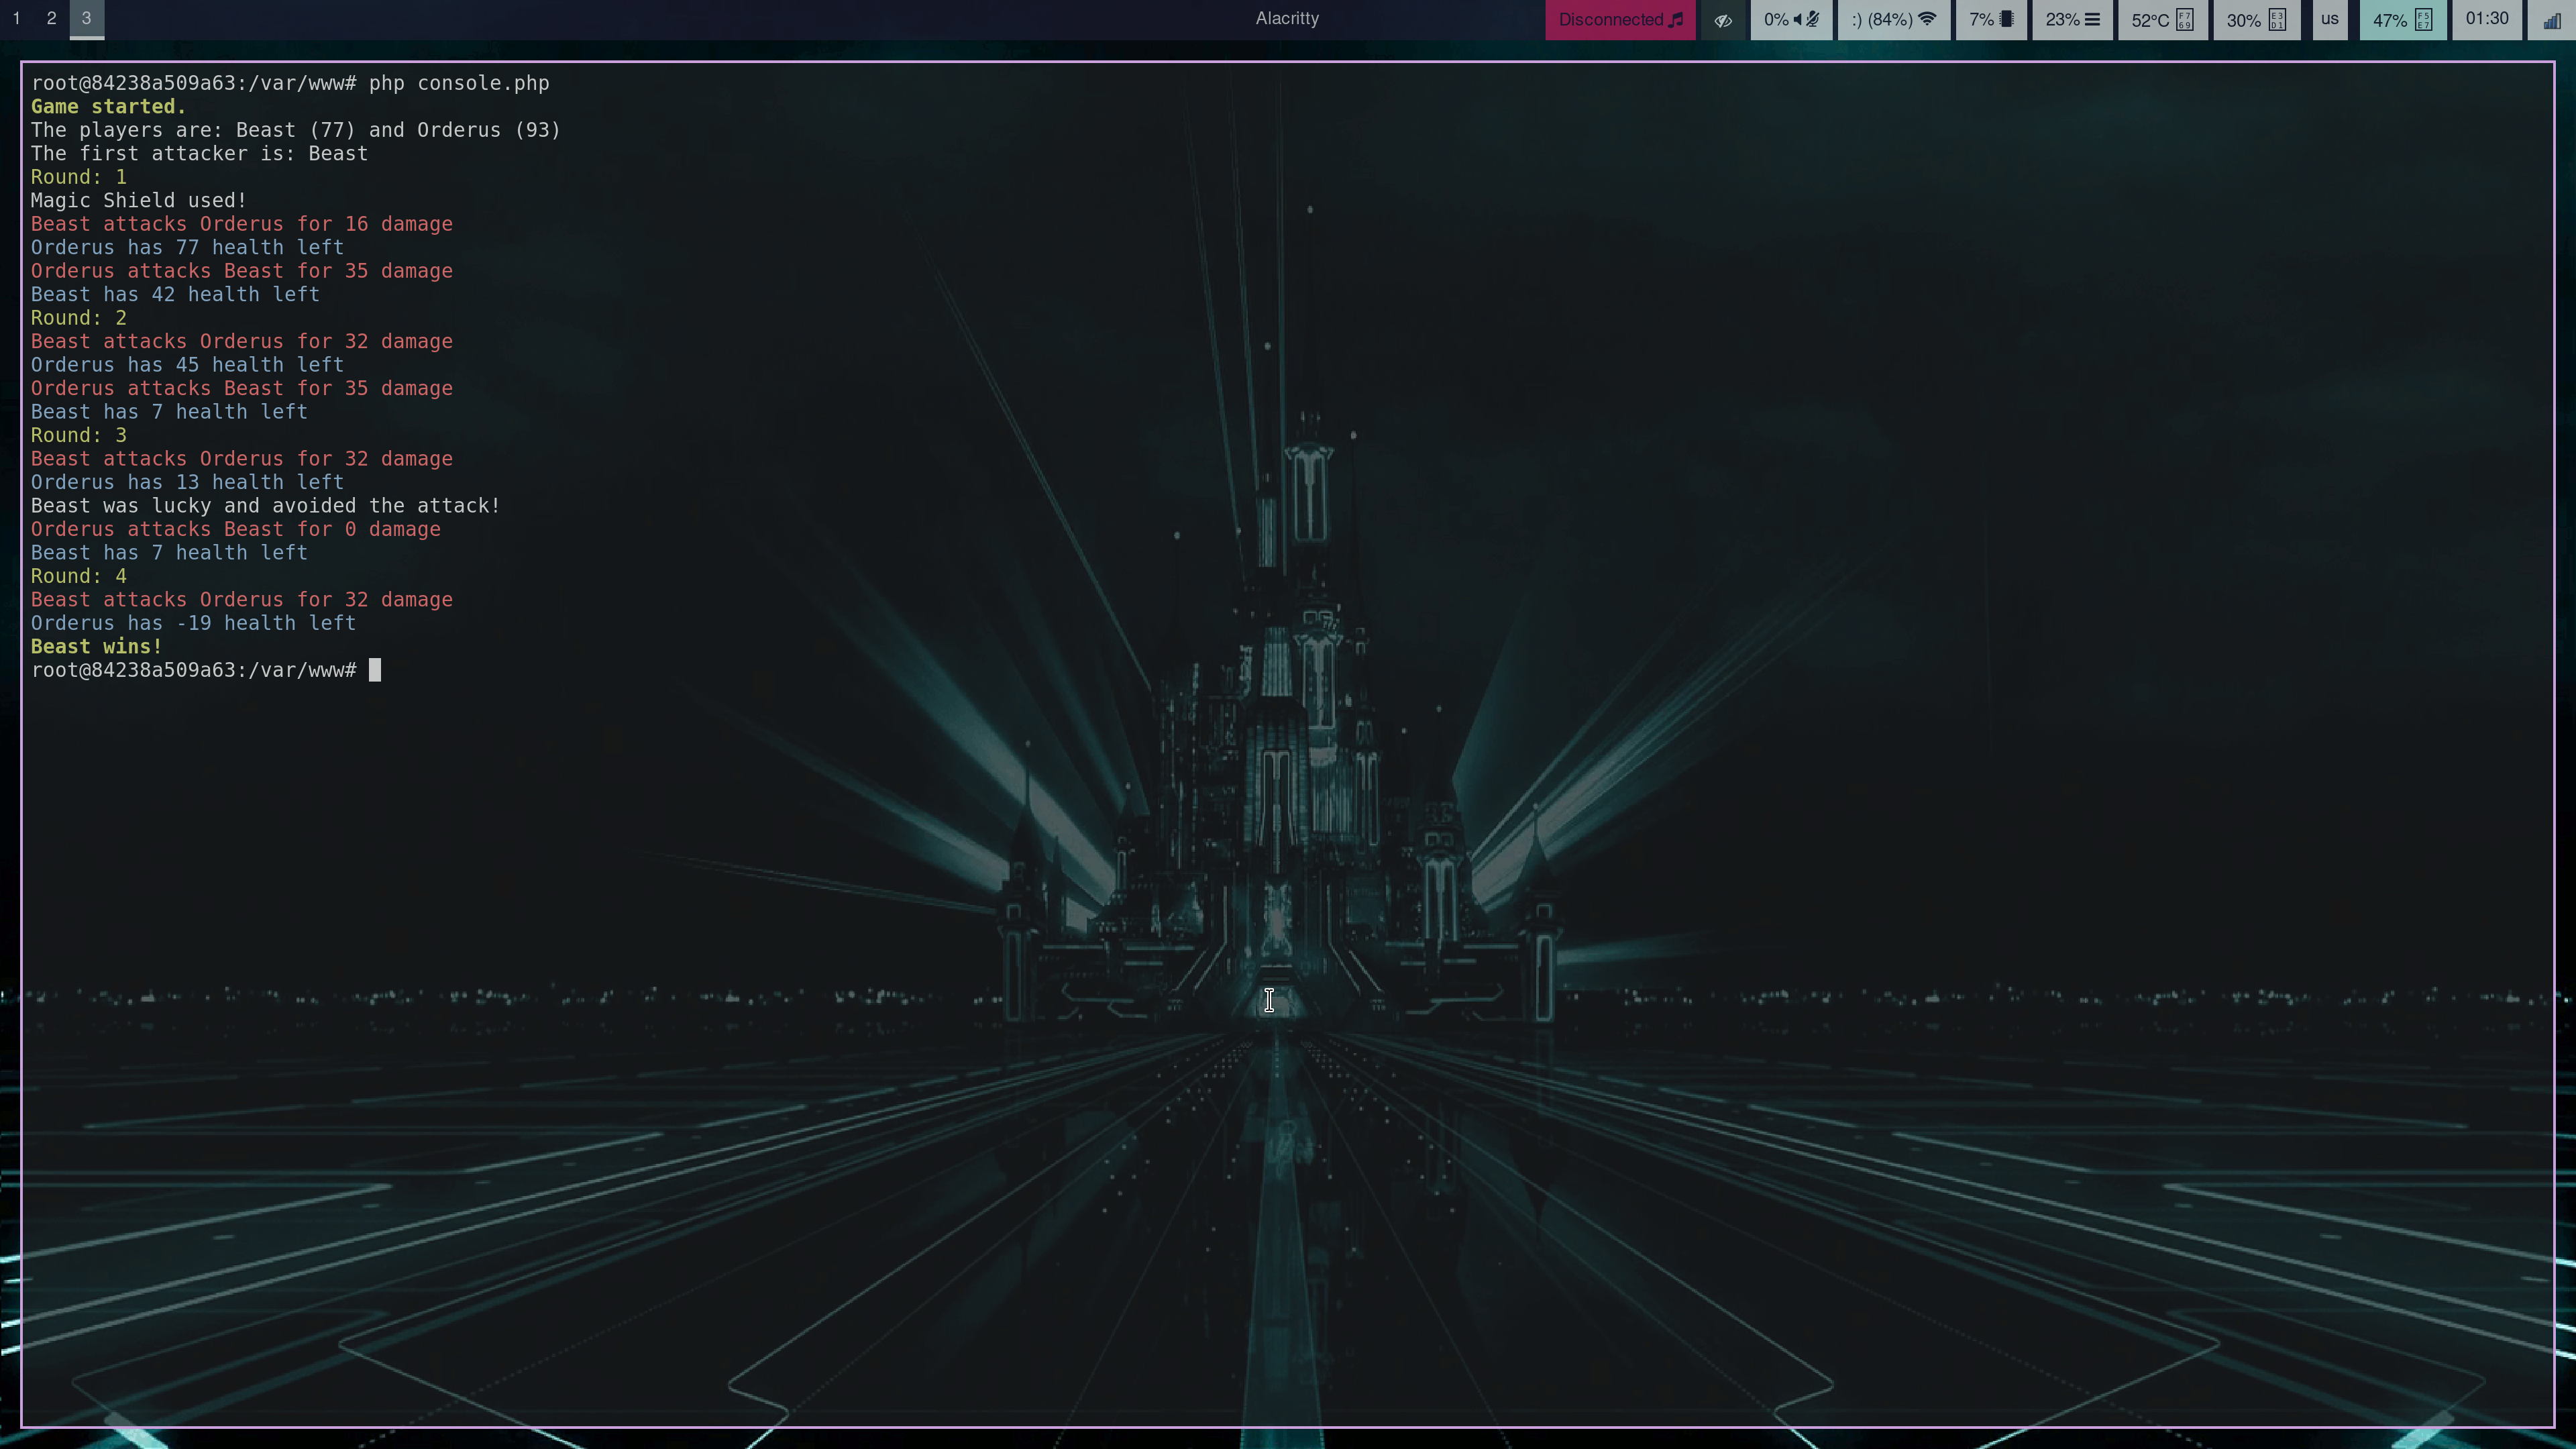 1 2 3 Alacritty Disconnected 0% :) (84%) 7% 23% 52°C 30% us 47% 01:30
root@84238a509a63:/var/www# php console.php
Game started.
The players are: Beast (77) and Orderus (93)
The first attacker is: Beast
Round: 1
Magic Shield used!
Beast attacks Orderus for 16 damage
Orderus has 77 health left
Orderus attacks Beast for 35 damage
Beast has 42 health left
Round: 2
Beast attacks Orderus for 32 damage
Orderus has 45 health left
Orderus attacks Beast for 35 damage
Beast has 7 health left
Round: 3
Beast attacks Orderus for 32 damage
Orderus has 13 health left
Beast was lucky and avoided the attack!
Orderus attacks Beast for 0 damage
Beast has 7 health left
Round: 4
Beast attacks Orderus for 32 damage
Orderus has -19 health left
Beast wins!
root@84238a509a63:/var/www#